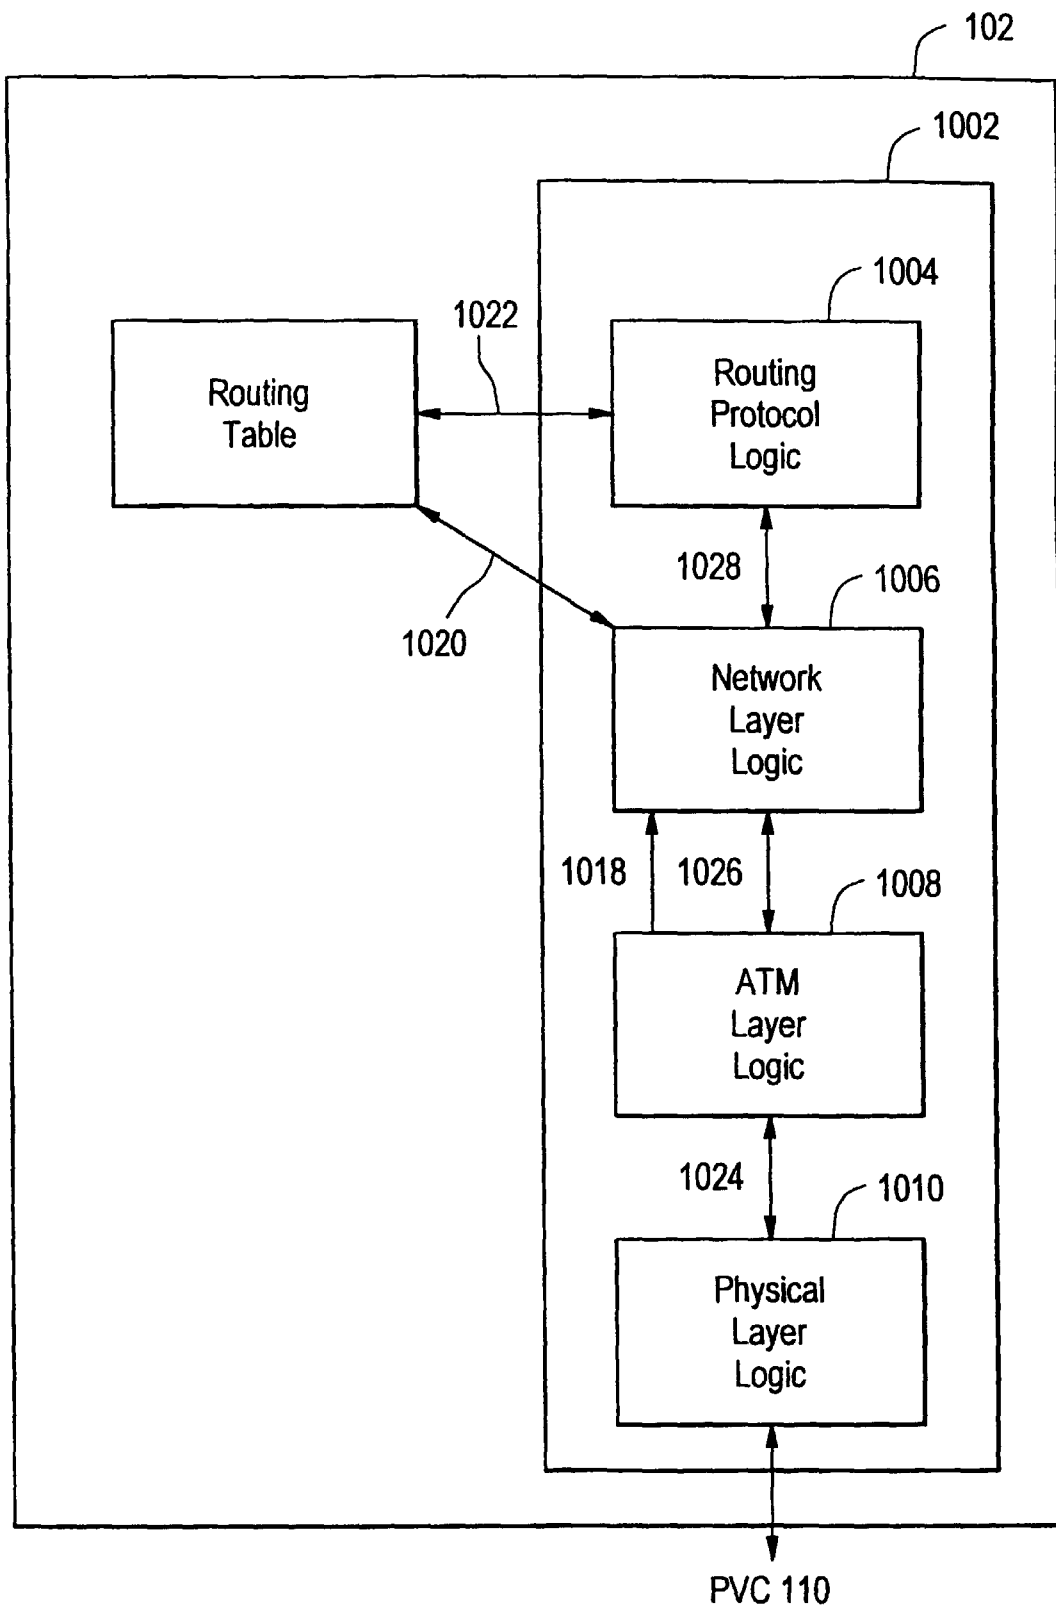 102
1002
1004
1022
Routing
Table
Routing
Protocol
Logic
1028
1006
1020
Network
Layer
Logic
1018
1026
1008
ATM
Layer
Logic
1024
1010
Physical
Layer
Logic
PVC 110